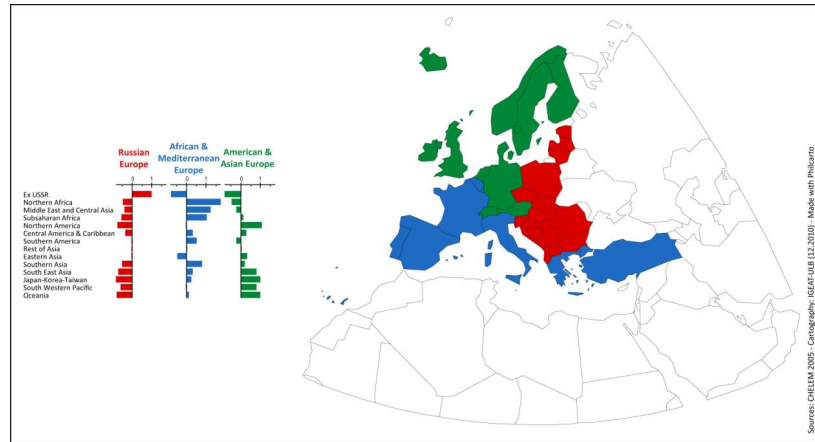 Russian
Europe
African &
Mediterranean
Europe
American &
Asian Europe
0 1
0 1
0 1
Ex USSR
Northern Africa
Middle East and Central Asia
Subsaharan Africa
Northern America
Central America & Caribbean
Southern America
Rest of Asia
Eastern Asia
Southern Asia
South East Asia
Japan-Korea-Taiwan
South Western Pacific
Oceania
Sources: CHELEM 2005 - Cartography: IGEAT-ULB (12.2010) - Made with Philcarto